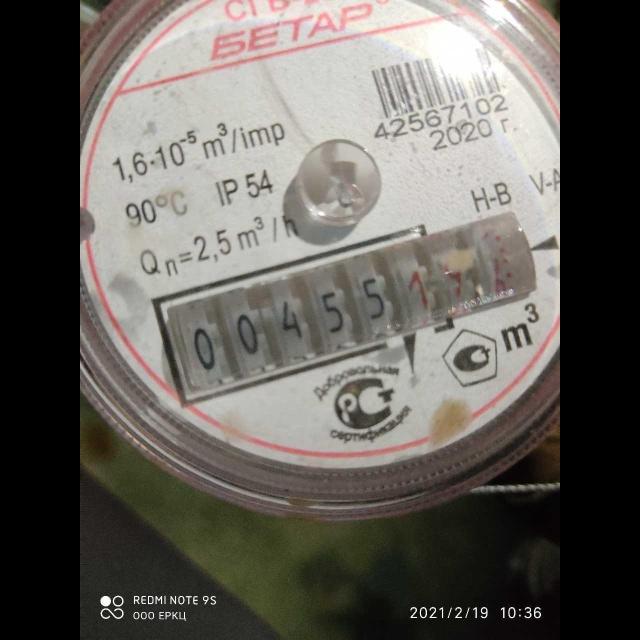 БЕТАР®
42567102
2020 г.
1,6·10⁻⁵ m³/imp
90°C IP 54
Qn=2,5 m³/h
H-B V-A
00455
m³
Добровольная
РСТ
сертификация
REDMI NOTE 9S
ООО ЕРКЦ
2021/2/19 10:36